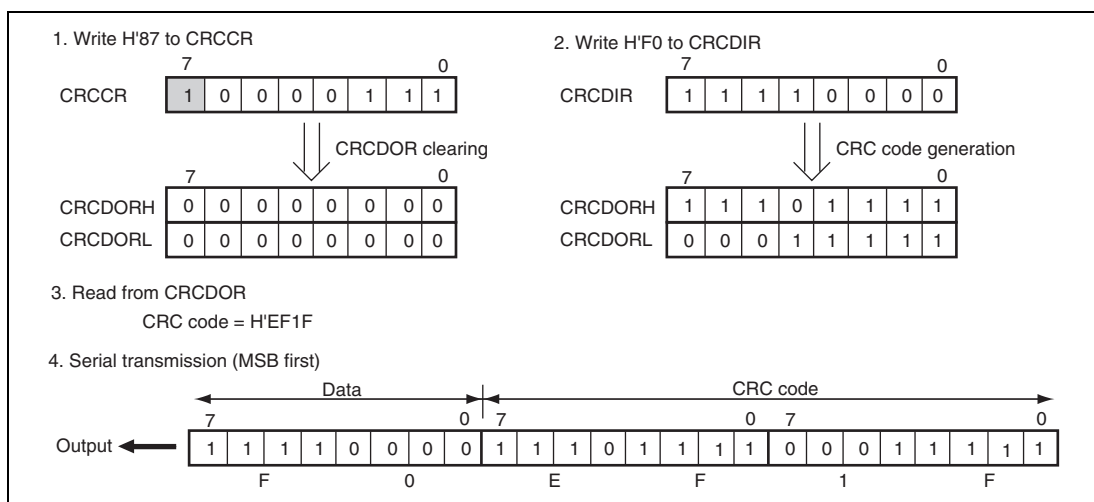 1. Write H'87 to CRCCR
7 0
CRCCR 1 0 0 0 0 1 1 1
CRCDOR clearing
7 0
CRCDORH 0 0 0 0 0 0 0 0
CRCDORL 0 0 0 0 0 0 0 0
2. Write H'F0 to CRCDIR
7 0
CRCDIR 1 1 1 1 0 0 0 0
CRC code generation
7 0
CRCDORH 1 1 1 0 1 1 1 1
CRCDORL 0 0 0 1 1 1 1 1
3. Read from CRCDOR
CRC code = H'EF1F
4. Serial transmission (MSB first)
Data CRC code
7 0 7 0 7 0
Output 1 1 1 1 0 0 0 0 1 1 1 0 1 1 1 1 0 0 0 1 1 1 1 1
F 0 E F 1 F